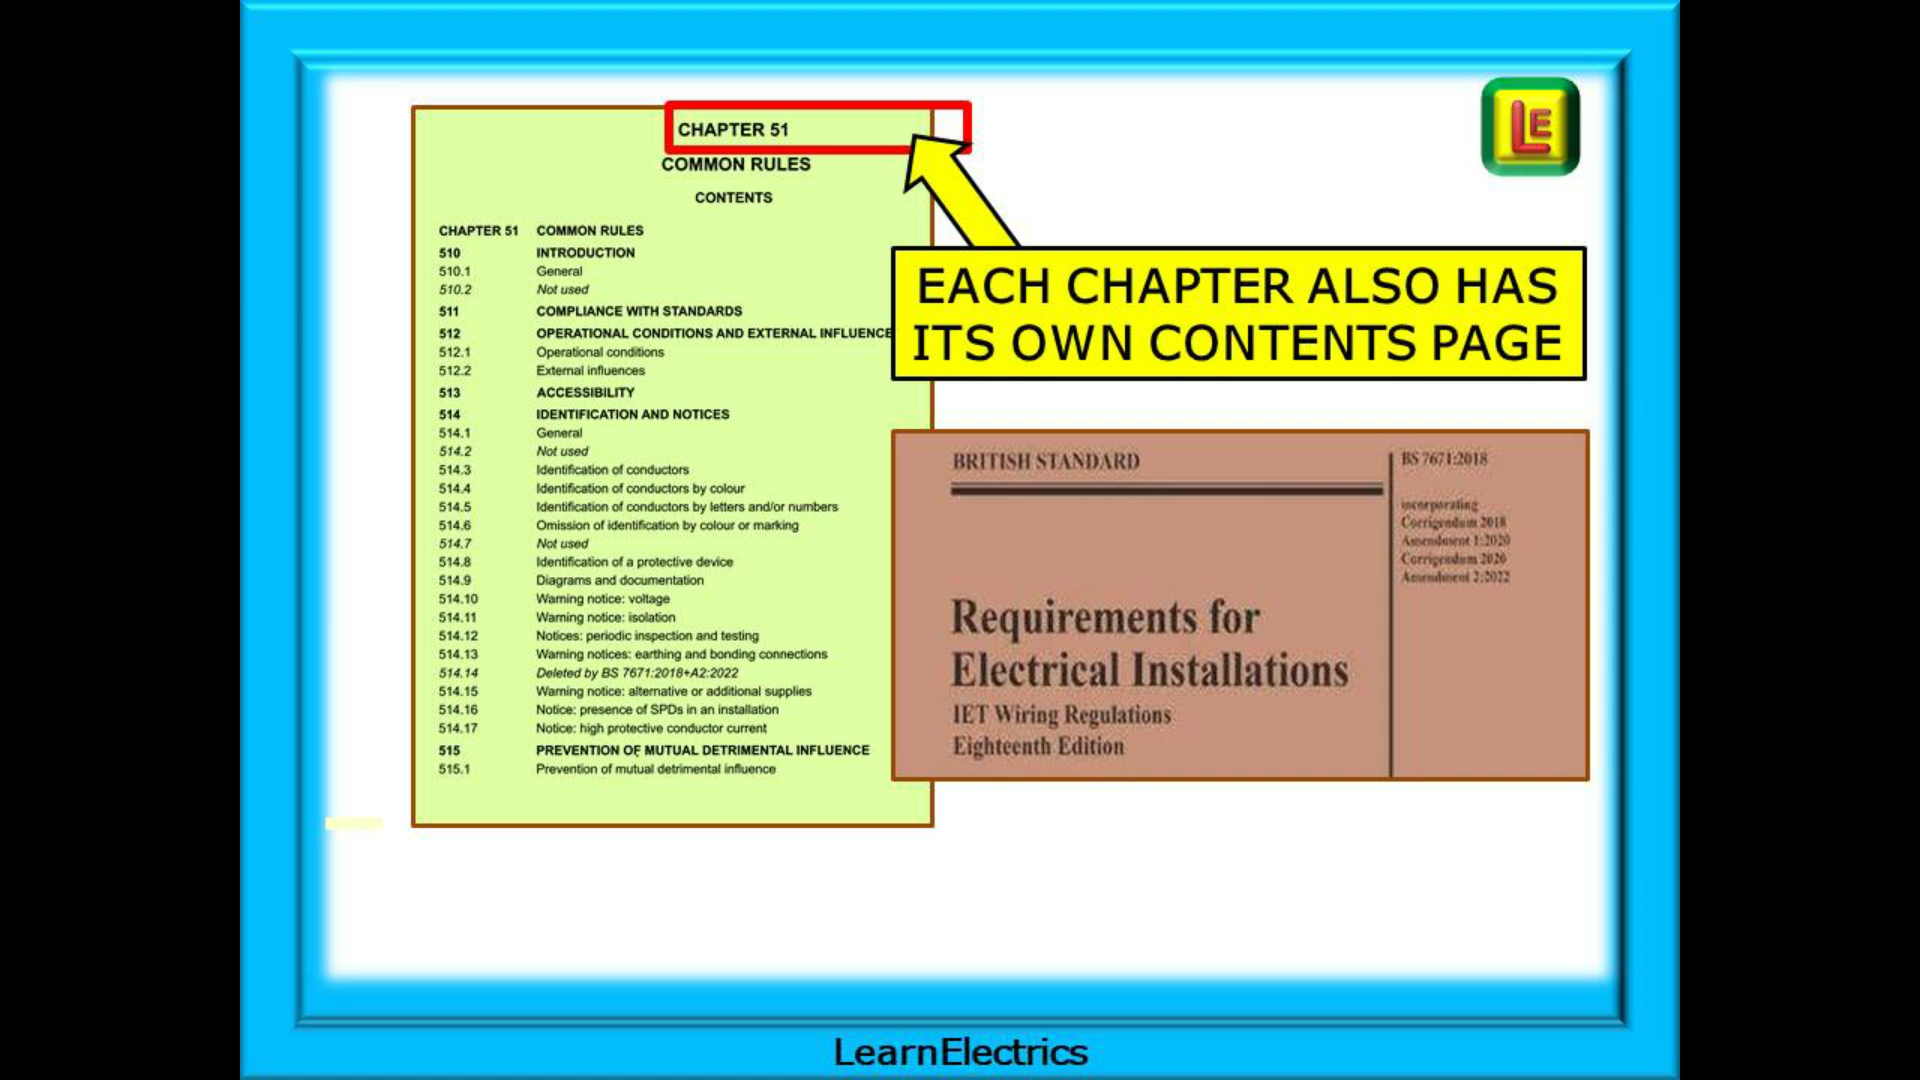 CHAPTER 51
COMMON RULES
CONTENTS
CHAPTER 51 COMMON RULES
510 INTRODUCTION
510.1 General
510.2 Not used
511 COMPLIANCE WITH STANDARDS
512 OPERATIONAL CONDITIONS AND EXTERNAL INFLUENCE
512.1 Operational conditions
512.2 External influences
513 ACCESSIBILITY
514 IDENTIFICATION AND NOTICES
514.1 General
514.2 Not used
514.3 Identification of conductors
514.4 Identification of conductors by colour
514.5 Identification of conductors by letters and/or numbers
514.6 Omission of identification by colour or marking
514.7 Not used
514.8 Identification of a protective device
514.9 Diagrams and documentation
514.10 Warning notice: voltage
514.11 Warning notice: isolation
514.12 Notices: periodic inspection and testing
514.13 Warning notices: earthing and bonding connections
514.14 Deleted by BS 7671:2018+A2:2022
514.15 Warning notice: alternative or additional supplies
514.16 Notice: presence of SPDs in an installation
514.17 Notice: high protective conductor current
515 PREVENTION OF MUTUAL DETRIMENTAL INFLUENCE
515.1 Prevention of mutual detrimental influence
LE
EACH CHAPTER ALSO HAS
ITS OWN CONTENTS PAGE
BRITISH STANDARD
BS 7671:2018
incorporating
Corrigendum 2018
Amendment 1:2020
Corrigendum 2020
Amendment 2:2022
Requirements for
Electrical Installations
IET Wiring Regulations
Eighteenth Edition
LearnElectrics